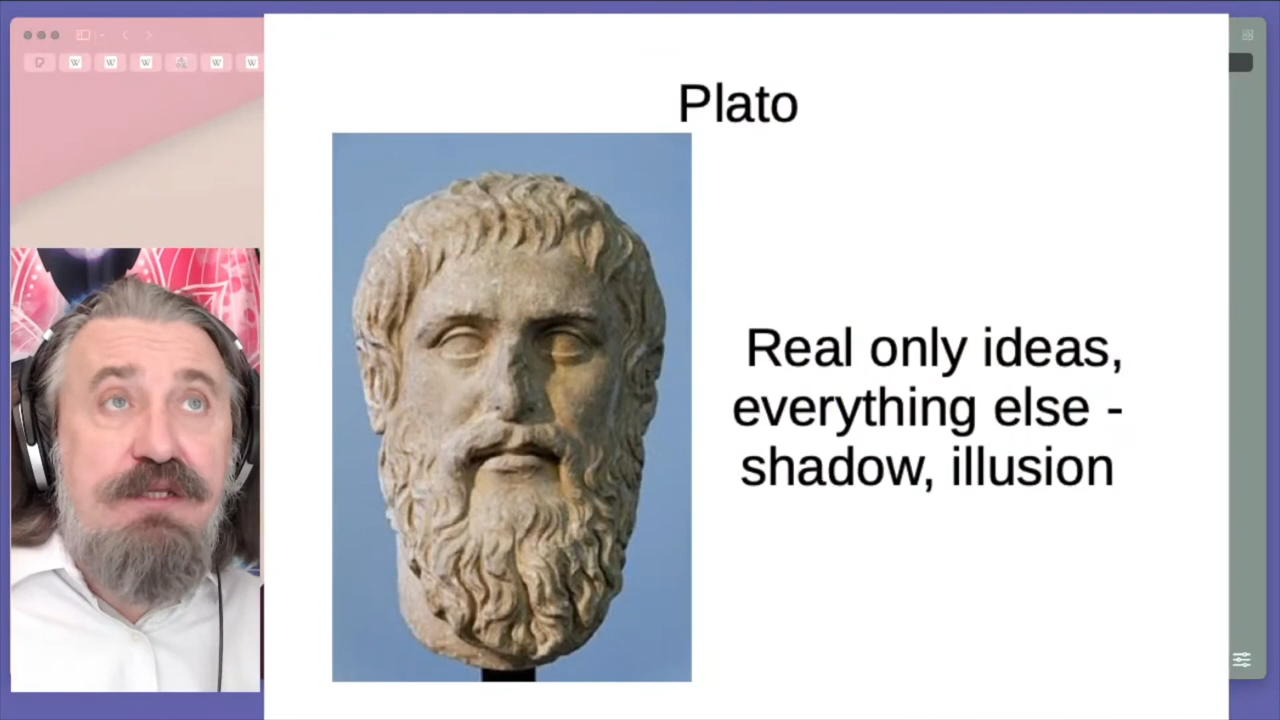 W
W
W
W
W
Plato
Real only ideas,
everything else -
shadow, illusion